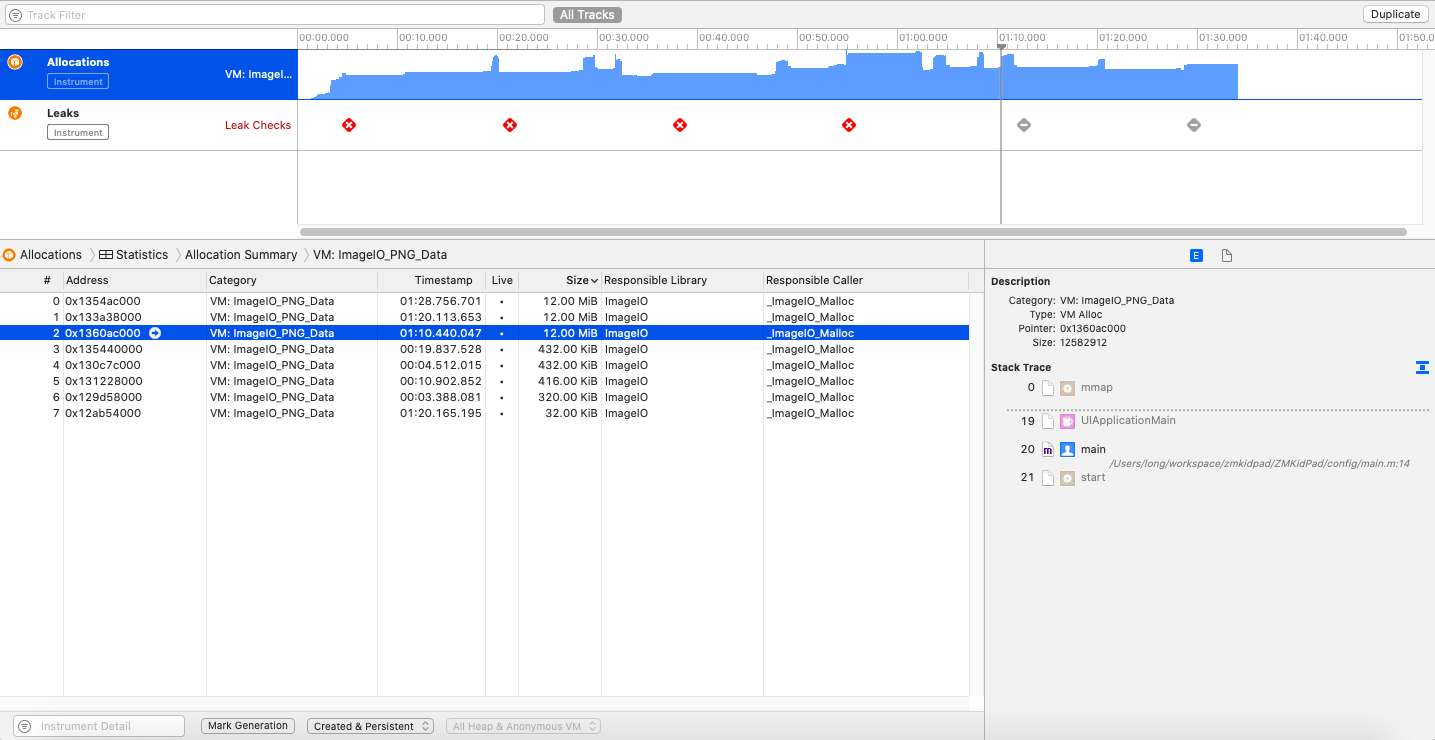 Track Filter
All Tracks
Duplicate
00:00.000 00:10.000 00:20.000 00:30.000 00:40.000 00:50.000 01:00.000 01:10.000 01:20.000 01:30.000 01:40.000 01:50.0
Allocations
Instrument
VM: ImageI...
Leaks
Instrument
Leak Checks
Allocations Statistics Allocation Summary VM: ImageIO_PNG_Data
E
# Address Category Timestamp Live Size Responsible Library Responsible Caller
0 0x1354ac000 VM: ImageIO_PNG_Data 01:28.756.701 • 12.00 MiB ImageIO _ImageIO_Malloc
1 0x133a38000 VM: ImageIO_PNG_Data 01:20.113.653 • 12.00 MiB ImageIO _ImageIO_Malloc
2 0x1360ac000 VM: ImageIO_PNG_Data 01:10.440.047 • 12.00 MiB ImageIO _ImageIO_Malloc
3 0x135440000 VM: ImageIO_PNG_Data 00:19.837.528 • 432.00 KiB ImageIO _ImageIO_Malloc
4 0x130c7c000 VM: ImageIO_PNG_Data 00:04.512.015 • 432.00 KiB ImageIO _ImageIO_Malloc
5 0x131228000 VM: ImageIO_PNG_Data 00:10.902.852 • 416.00 KiB ImageIO _ImageIO_Malloc
6 0x129d58000 VM: ImageIO_PNG_Data 00:03.388.081 • 320.00 KiB ImageIO _ImageIO_Malloc
7 0x12ab54000 VM: ImageIO_PNG_Data 01:20.165.195 • 32.00 KiB ImageIO _ImageIO_Malloc
Description
Category: VM: ImageIO_PNG_Data
Type: VM Alloc
Pointer: 0x1360ac000
Size: 12582912
Stack Trace
0 mmap
19 UIApplicationMain
20 m main
/Users/long/workspace/zmkidpad/ZMKidPad/config/main.m:14
21 start
Instrument Detail
Mark Generation
Created & Persistent
All Heap & Anonymous VM